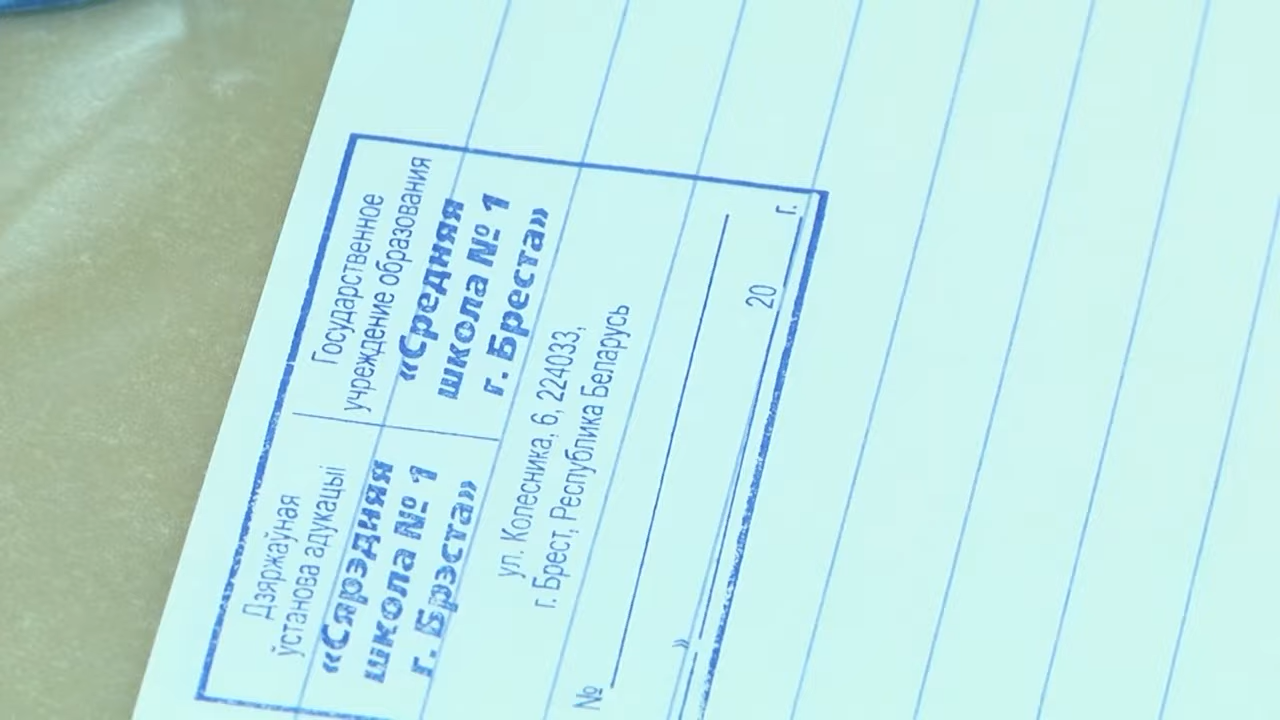 Дзяржаўная
ўстанова адукацыі
«Сярэдняя
школа № 1
г. Брэста»
Государственное
учреждение образования
«Средняя
школа № 1
г. Бреста»
ул. Колесника, 6, 224033,
г. Брест, Республика Беларусь
№
» 20 г.